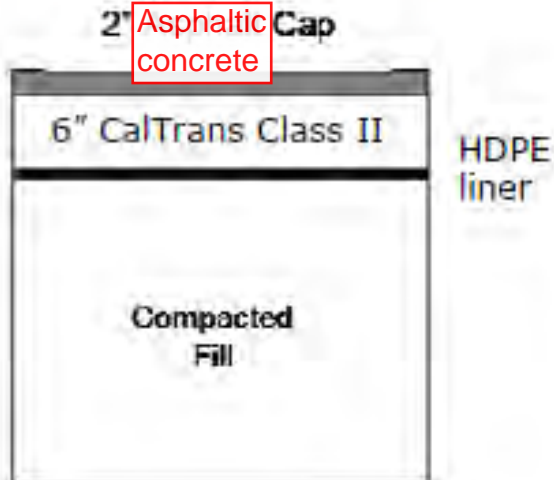 2" Asphaltic Cap
concrete
6" CalTrans Class II
HDPE
liner
Compacted
Fill